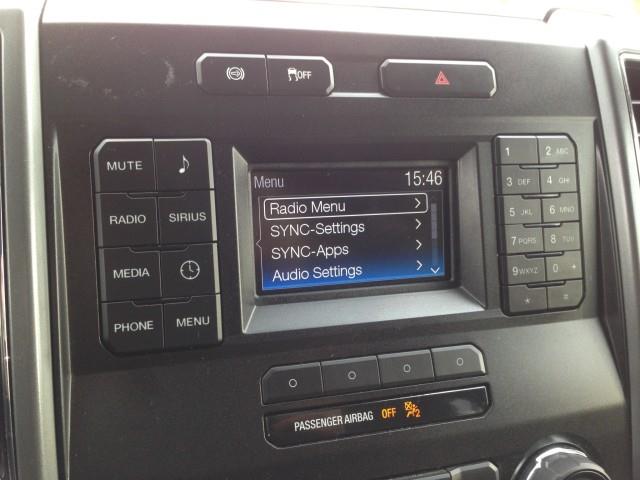 OFF
MUTE
RADIO SIRIUS
MEDIA
PHONE MENU
Menu 15:46
Radio Menu >
SYNC-Settings >
SYNC-Apps >
Audio Settings >
1 2 ABC
3 DEF 4 GHI
5 JKL 6 MNO
7 PQRS 8 TUV
9 WXYZ 0 +
* #
PASSENGER AIRBAG OFF 2